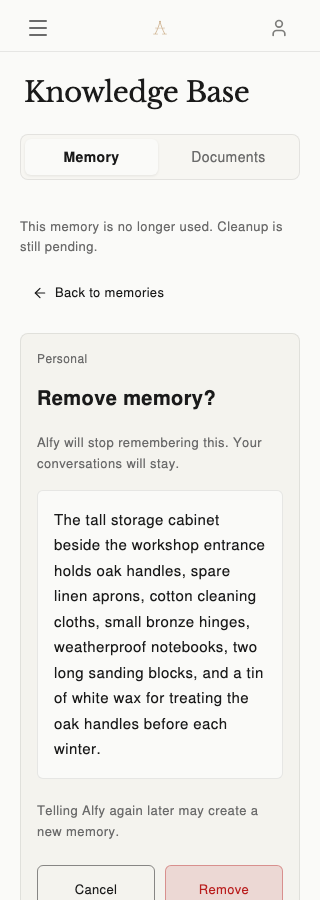 Knowledge Base
Memory
Documents
This memory is no longer used. Cleanup is
still pending.
Back to memories
Personal
Remove memory?
Alfy will stop remembering this. Your
conversations will stay.
The tall storage cabinet
beside the workshop entrance
holds oak handles, spare
linen aprons, cotton cleaning
cloths, small bronze hinges,
weatherproof notebooks, two
long sanding blocks, and a tin
of white wax for treating the
oak handles before each
winter.
Telling Alfy again later may create a
new memory.
Cancel
Remove